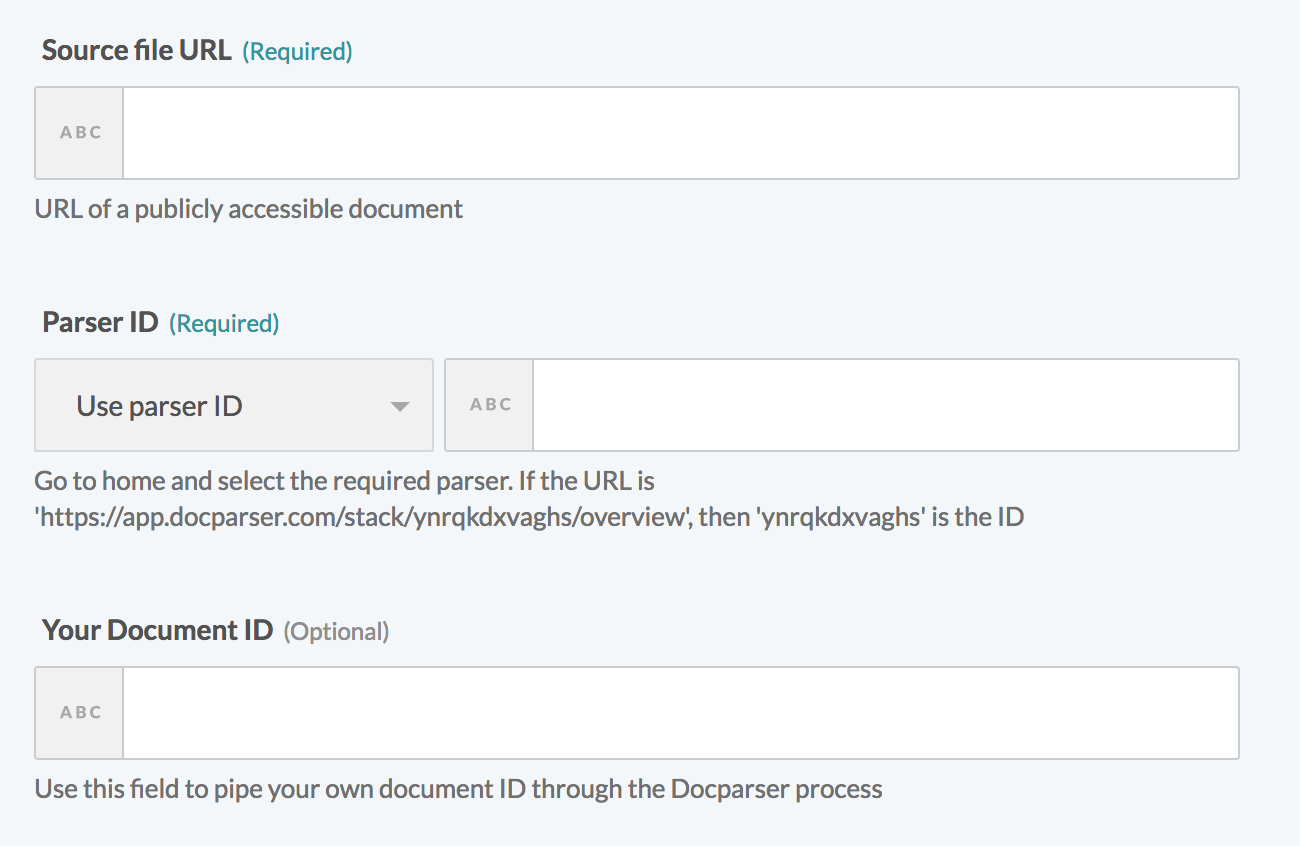 Source file URL (Required)
ABC
URL of a publicly accessible document
Parser ID (Required)
Use parser ID ABC
Go to home and select the required parser. If the URL is
'https://app.docparser.com/stack/ynrqkdxvaghs/overview', then 'ynrqkdxvaghs' is the ID
Your Document ID (Optional)
ABC
Use this field to pipe your own document ID through the Docparser process